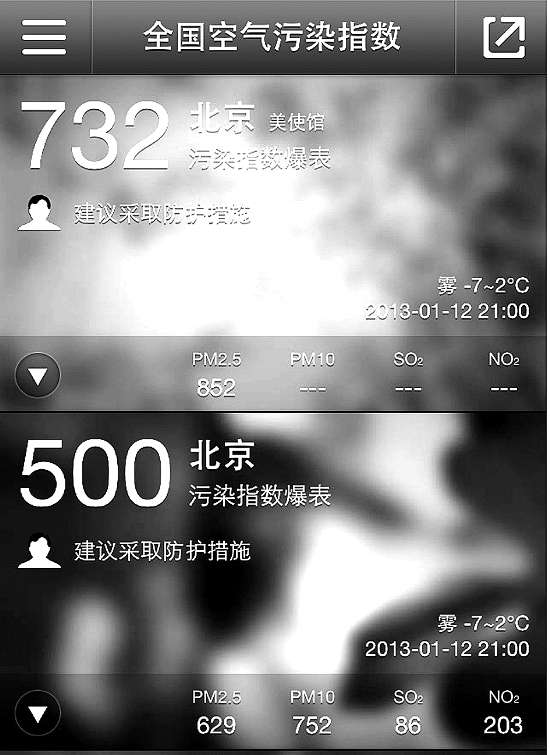 全国空气污染指数
732 北京 美使馆
污染指数爆表
建议采取防护措施
雾 -7~2°C
2013-01-12 21:00
PM2.5 PM10 SO₂ NO₂
852 --- --- ---
500 北京
污染指数爆表
建议采取防护措施
雾 -7~2°C
2013-01-12 21:00
PM2.5 PM10 SO₂ NO₂
629 752 86 203